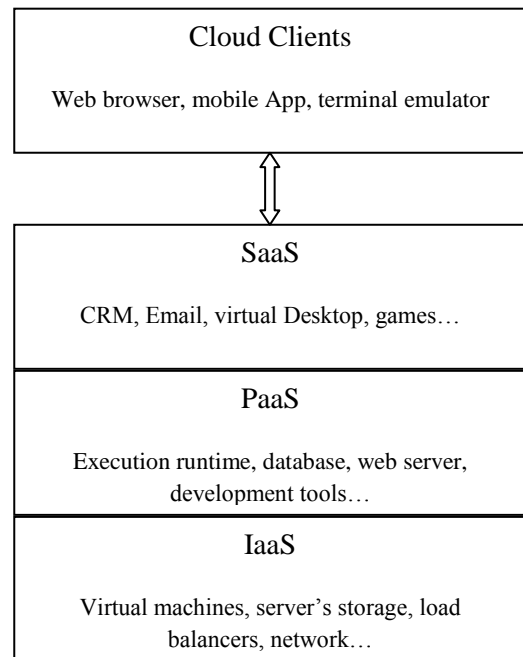 Cloud Clients
Web browser, mobile App, terminal emulator
SaaS
CRM, Email, virtual Desktop, games…
PaaS
Execution runtime, database, web server,
development tools…
IaaS
Virtual machines, server’s storage, load
balancers, network…